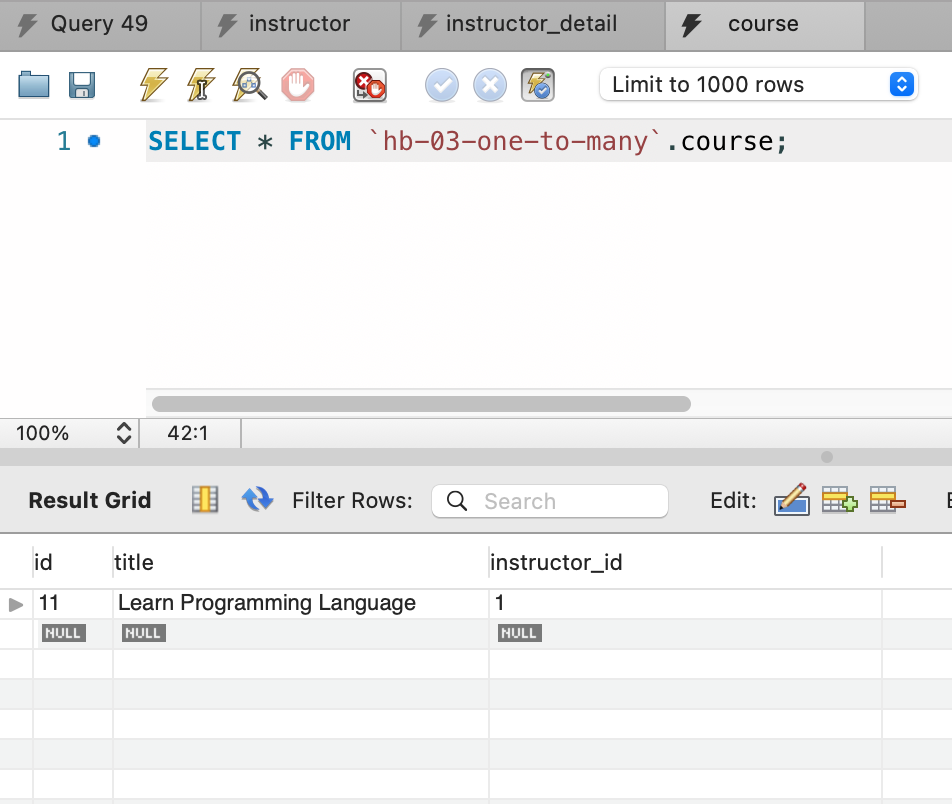 Query 49 instructor instructor_detail course
Limit to 1000 rows
1 SELECT * FROM `hb-03-one-to-many`.course;
100% 42:1
Result Grid Filter Rows: Search Edit:
id title instructor_id
11 Learn Programming Language 1
NULL NULL NULL